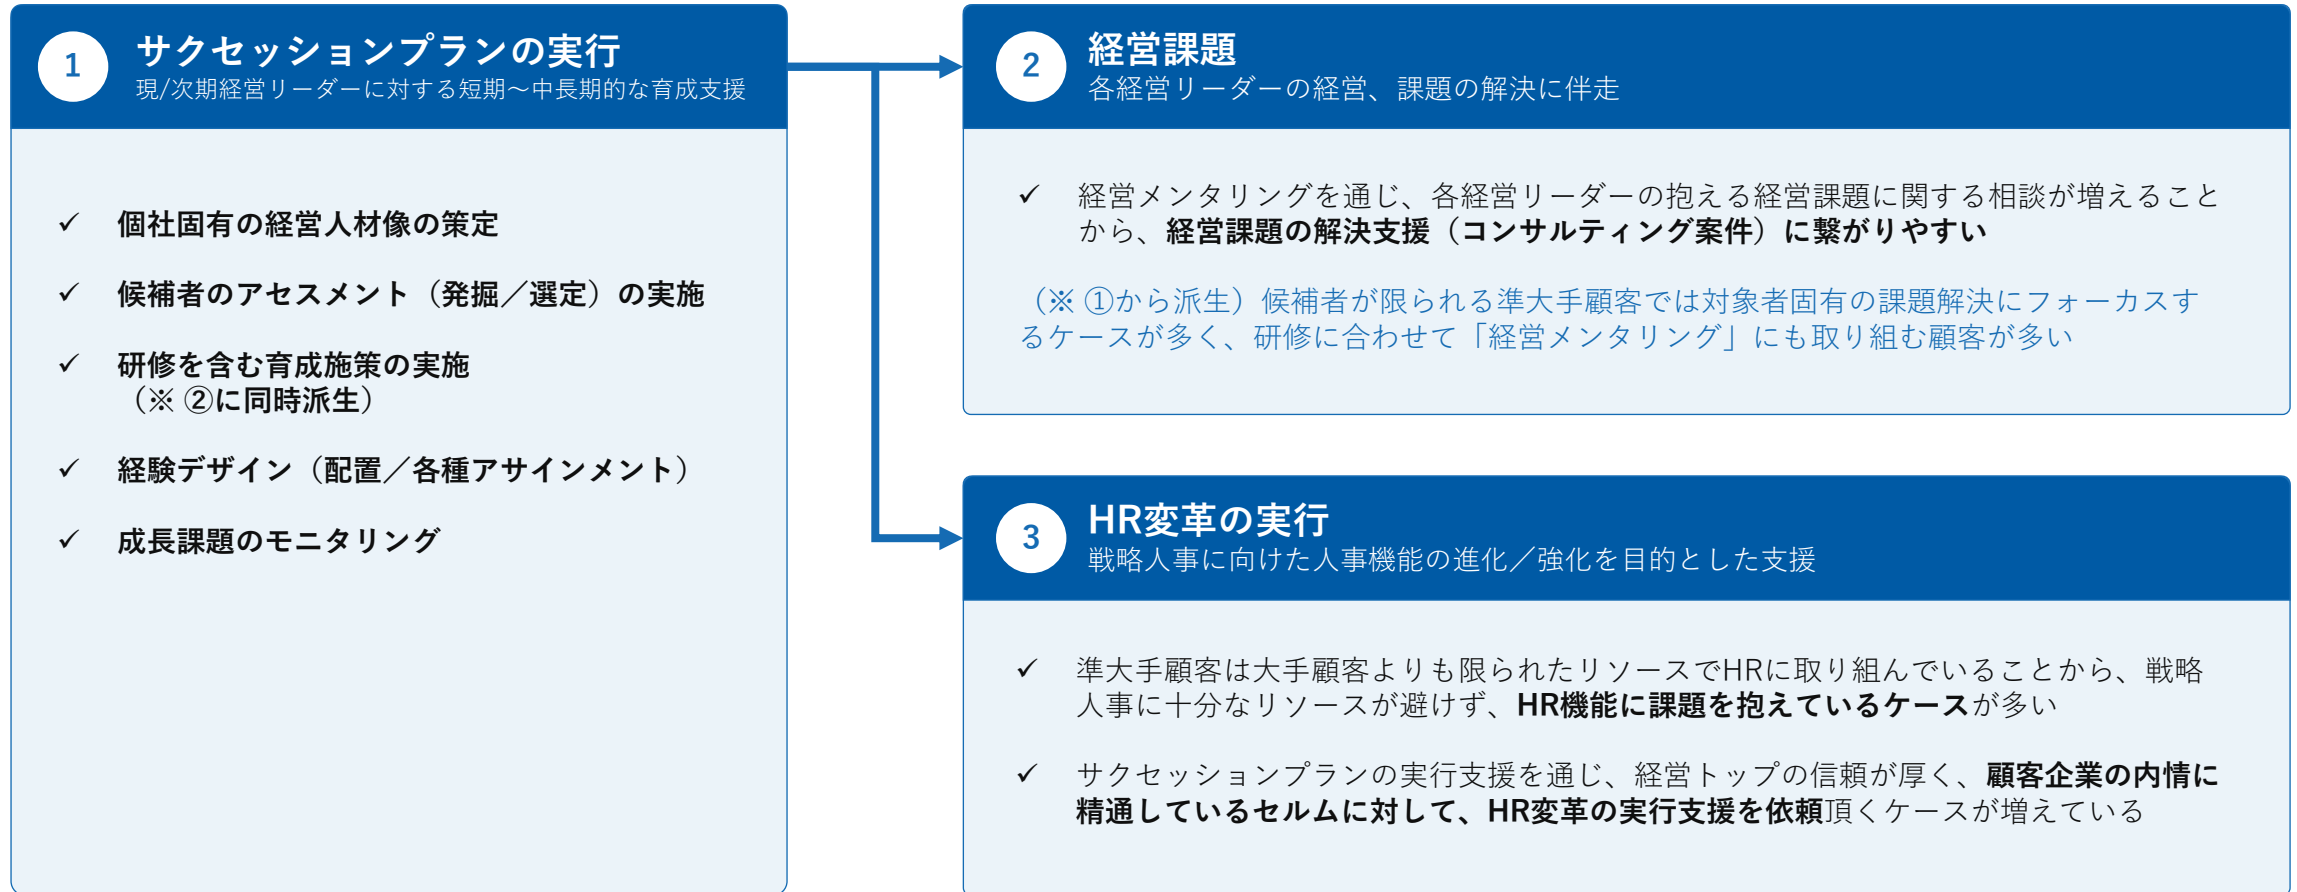 1
サクセッションプランの実行
現/次期経営リーダーに対する短期～中長期的な育成支援
✓ 個社固有の経営人材像の策定
✓ 候補者のアセスメント（発掘／選定）の実施
✓ 研修を含む育成施策の実施
（※ ②に同時派生）
✓ 経験デザイン（配置／各種アサインメント）
✓ 成長課題のモニタリング
2
経営課題
各経営リーダーの経営、課題の解決に伴走
✓ 経営メンタリングを通じ、各経営リーダーの抱える経営課題に関する相談が増えること
から、経営課題の解決支援（コンサルティング案件）に繋がりやすい
（※ ①から派生）候補者が限られる準大手顧客では対象者固有の課題解決にフォーカスす
るケースが多く、研修に合わせて「経営メンタリング」にも取り組む顧客が多い
3
HR変革の実行
戦略人事に向けた人事機能の進化／強化を目的とした支援
✓ 準大手顧客は大手顧客よりも限られたリソースでHRに取り組んでいることから、戦略
人事に十分なリソースが避けず、HR機能に課題を抱えているケースが多い
✓ サクセッションプランの実行支援を通じ、経営トップの信頼が厚く、顧客企業の内情に
精通しているセルムに対して、HR変革の実行支援を依頼頂くケースが増えている